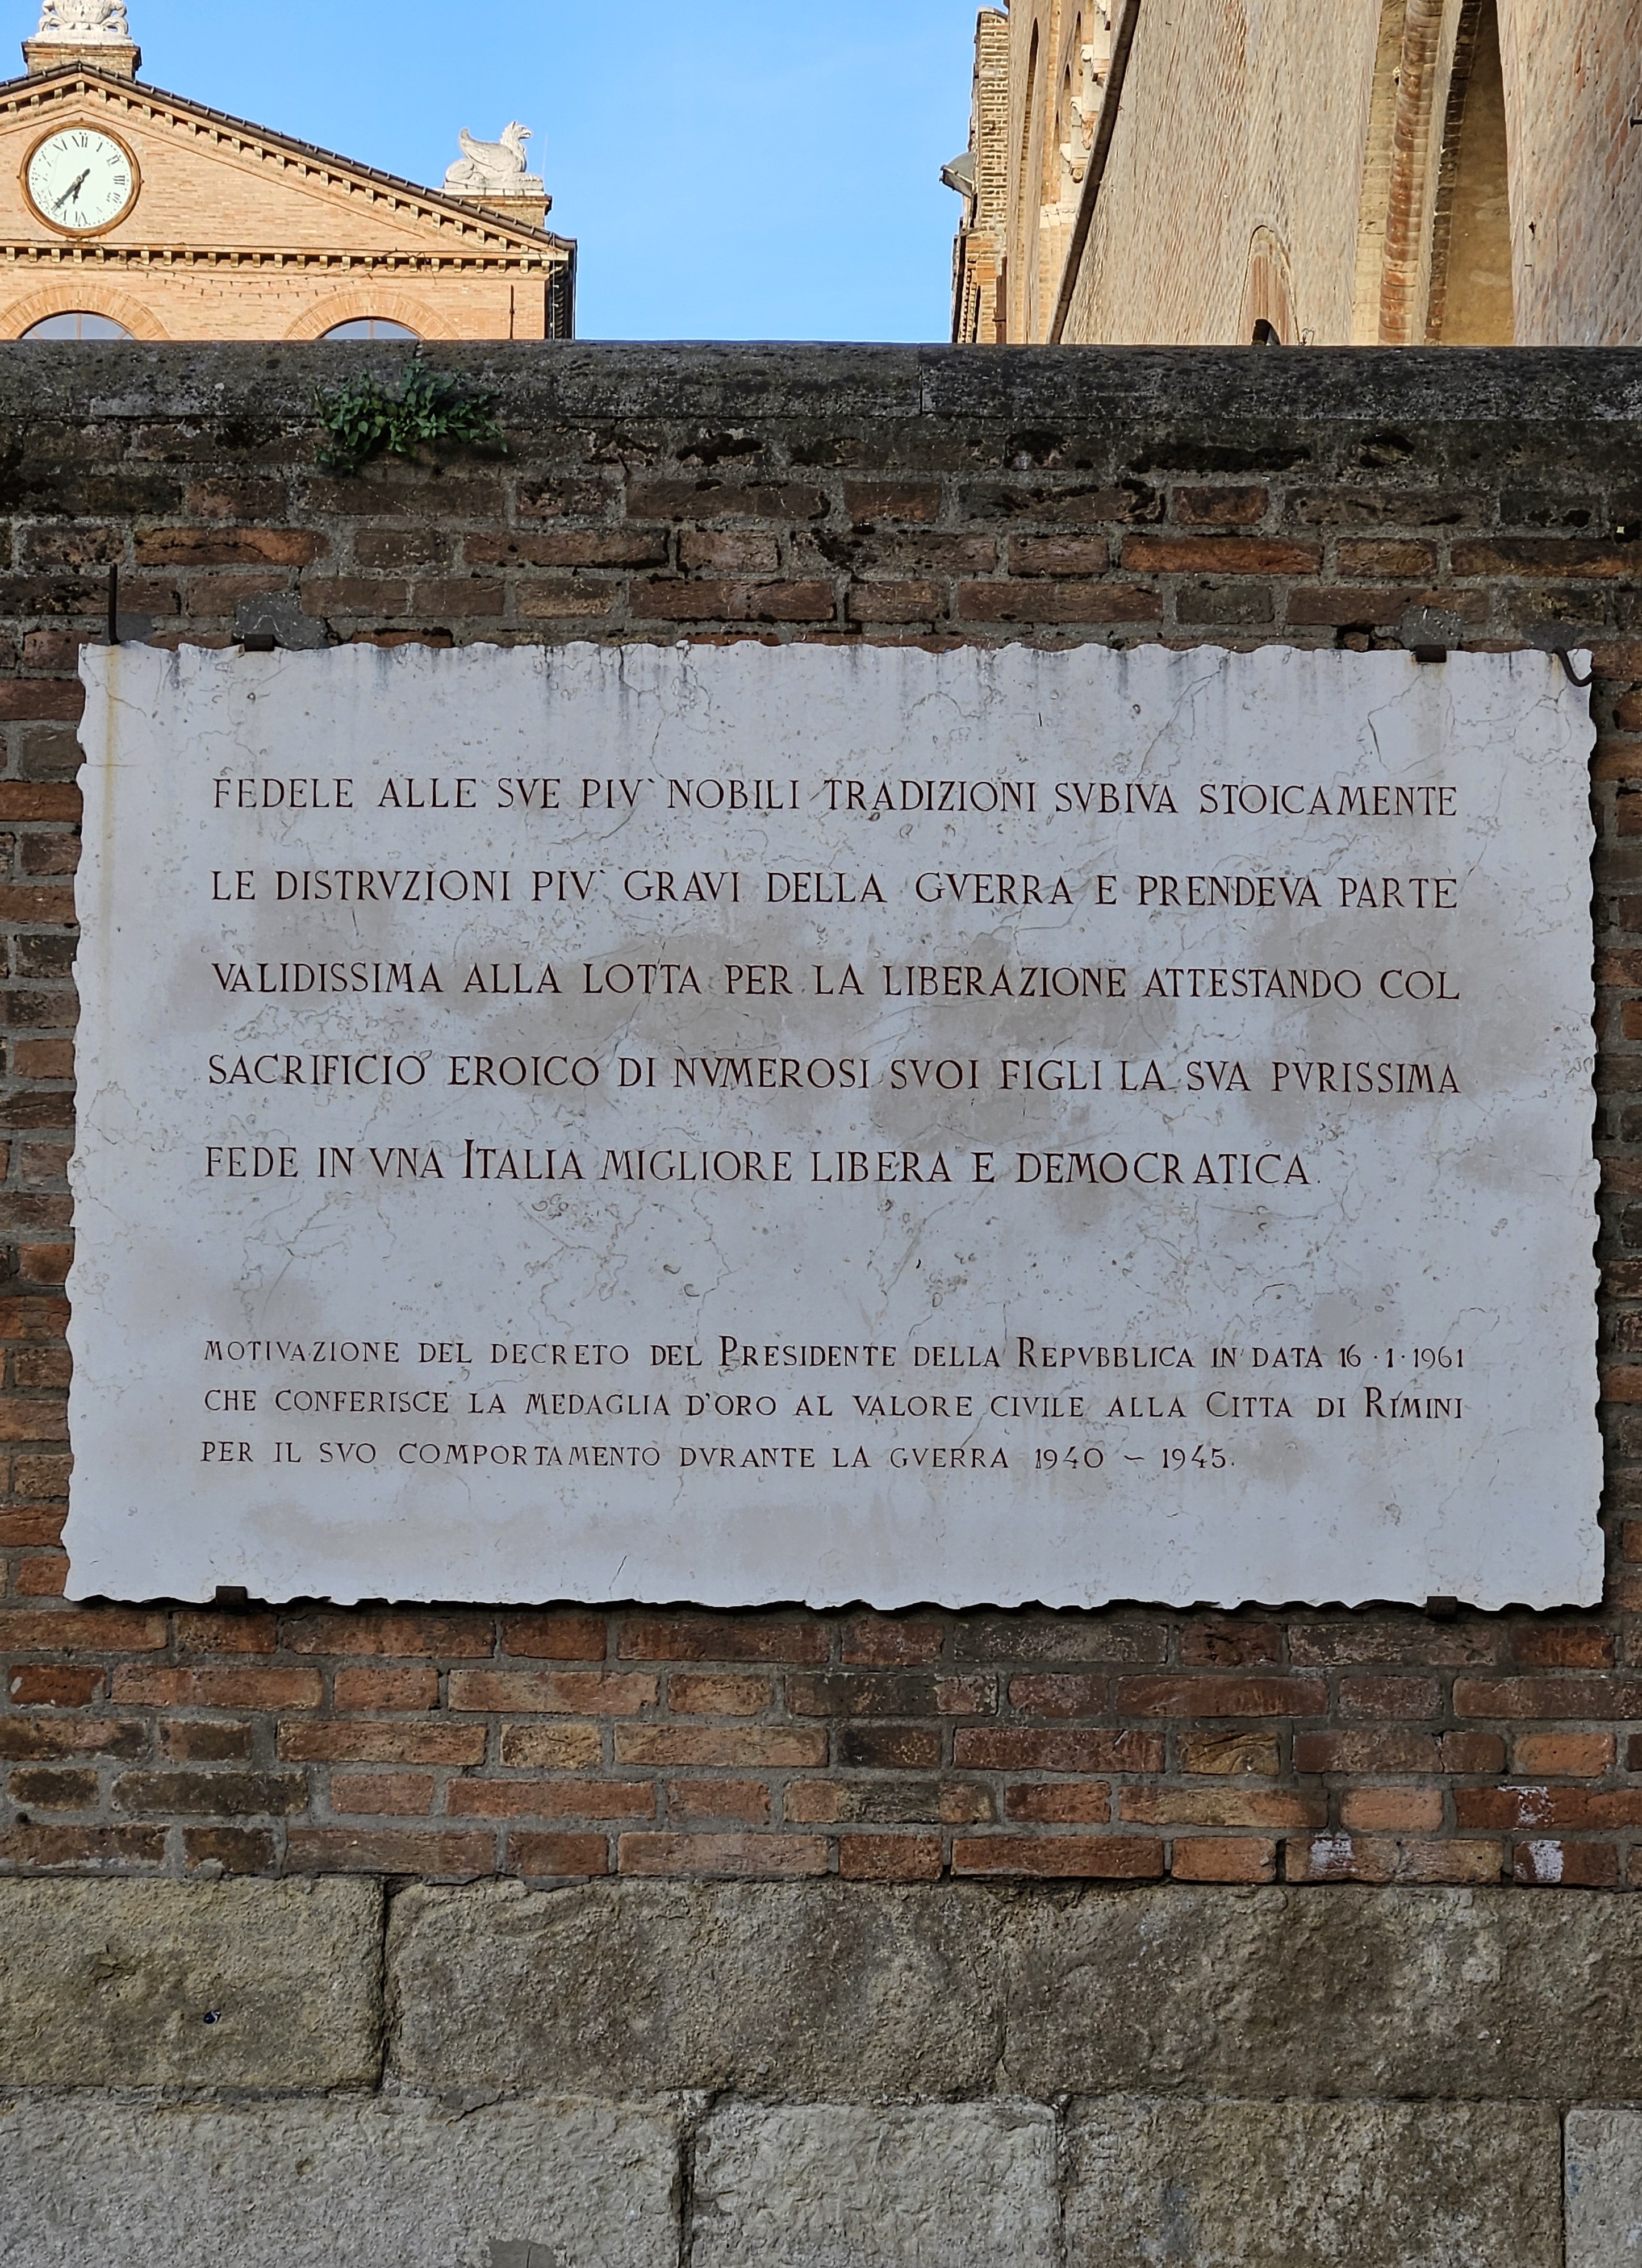 FEDELE ALLE SVE PIV` NOBILI TRADIZIONI SVBIVA STOICAMENTE
LE DISTRVZIONI PIV` GRAVI DELLA GVERRA E PRENDEVA PARTE
VALIDISSIMA ALLA LOTTA PER LA LIBERAZIONE ATTESTANDO COL
SACRIFICIO EROICO DI NVMEROSI SVOI FIGLI LA SVA PVRISSIMA
FEDE IN VNA ITALIA MIGLIORE LIBERA E DEMOCRATICA.
MOTIVAZIONE DEL DECRETO DEL PRESIDENTE DELLA REPVBBLICA IN DATA 16·1·1961
CHE CONFERISCE LA MEDAGLIA D'ORO AL VALORE CIVILE ALLA CITTA DI RIMINI
PER IL SVO COMPORTAMENTO DVRANTE LA GVERRA 1940 ~ 1945.